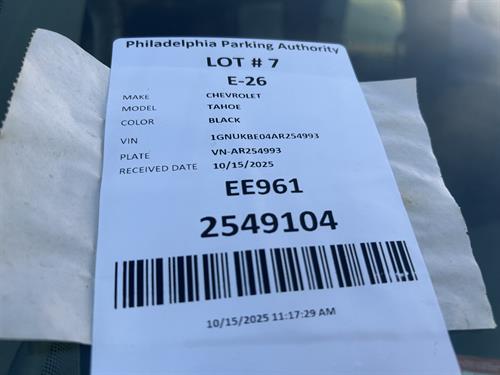 Philadelphia Parking Authority
LOT # 7
E-26
MAKE CHEVROLET
MODEL TAHOE
COLOR BLACK
VIN 1GNUKBE04AR254993
PLATE VN-AR254993
RECEIVED DATE 10/15/2025
EE961
2549104
10/15/2025 11:17:29 AM